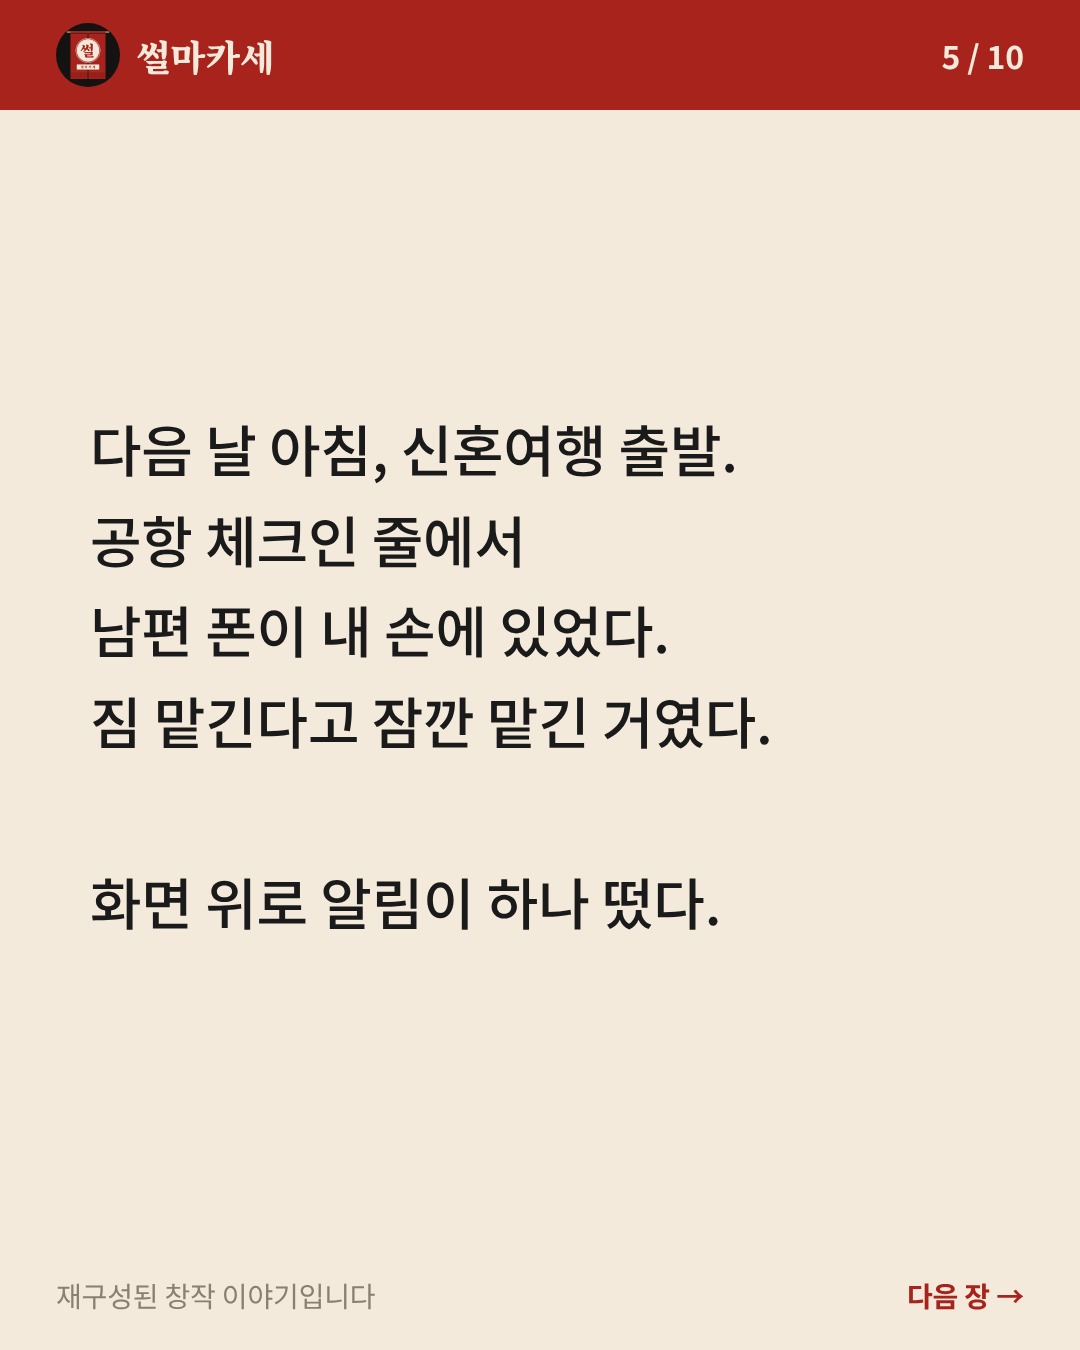 썰
썰마카세
5 / 10
다음 날 아침, 신혼여행 출발.
공항 체크인 줄에서
남편 폰이 내 손에 있었다.
짐 맡긴다고 잠깐 맡긴 거였다.
화면 위로 알림이 하나 떴다.
재구성된 창작 이야기입니다
다음 장 →